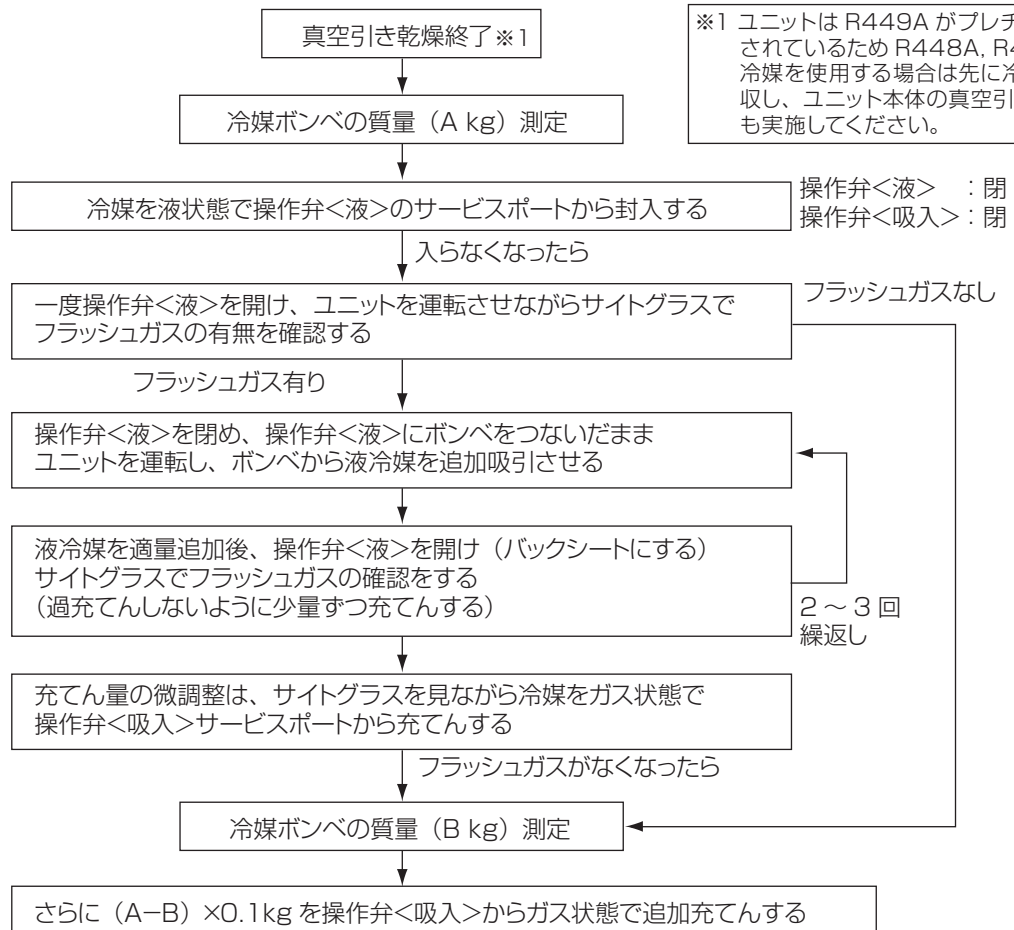 真空引き乾燥終了※1
※1 ユニットは R449A がプレチ
されているため R448A, R4
冷媒を使用する場合は先に冷
収し、ユニット本体の真空引
も実施してください。
冷媒ボンベの質量（A kg）測定
冷媒を液状態で操作弁<液>のサービスポートから封入する
操作弁<液>　：閉
操作弁<吸入>：閉
入らなくなったら
一度操作弁<液>を開け、ユニットを運転させながらサイトグラスで
フラッシュガスの有無を確認する
フラッシュガスなし
フラッシュガス有り
操作弁<液>を閉め、操作弁<液>にボンベをつないだまま
ユニットを運転し、ボンベから液冷媒を追加吸引させる
液冷媒を適量追加後、操作弁<液>を開け（バックシートにする）
サイトグラスでフラッシュガスの確認をする
（過充てんしないように少量ずつ充てんする）
2 ～ 3 回
繰返し
充てん量の微調整は、サイトグラスを見ながら冷媒をガス状態で
操作弁<吸入>サービスポートから充てんする
フラッシュガスがなくなったら
冷媒ボンベの質量（B kg）測定
さらに（A−B）×0.1kg を操作弁<吸入>からガス状態で追加充てんする